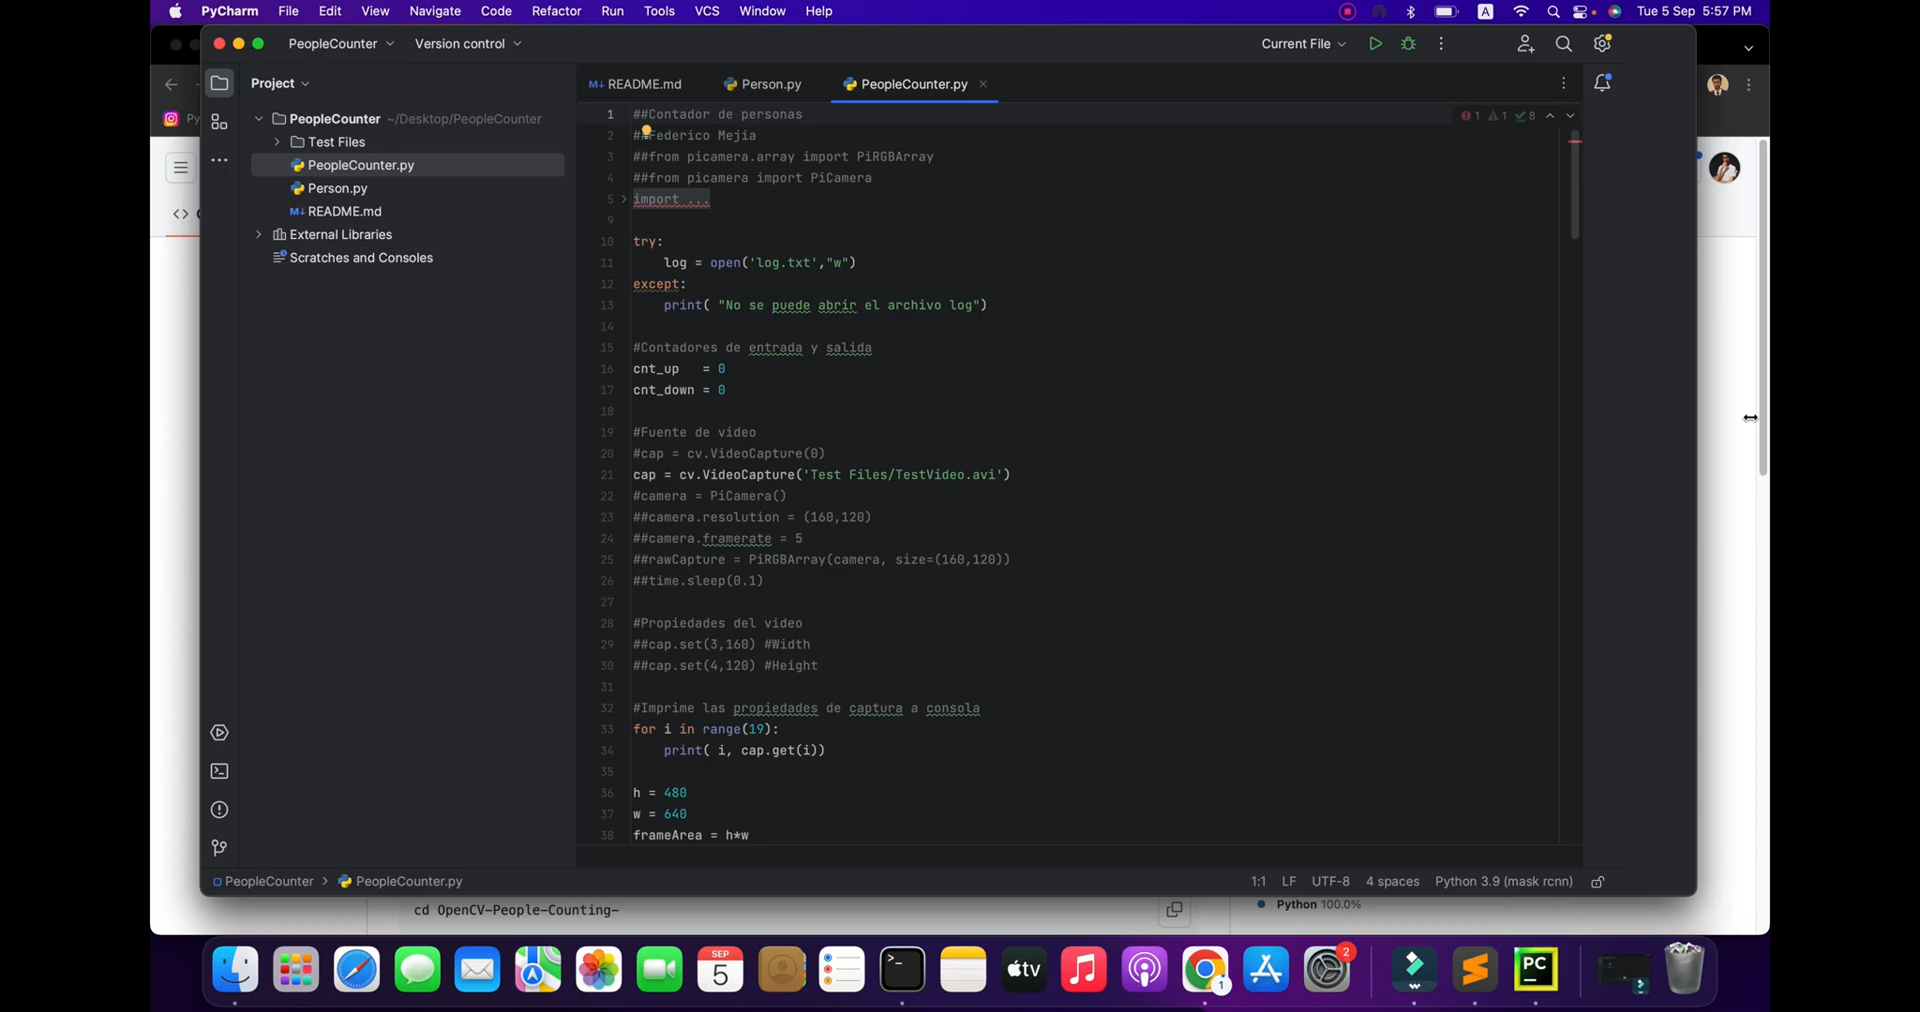 PyCharm File Edit View Navigate Code Refactor Run Tools VCS Window Help
A
Tue 5 Sep 5:57 PM
PeopleCounter
Version control
Current File
Project
README.md
Person.py
PeopleCounter.py
PeopleCounter ~/Desktop/PeopleCounter
Test Files
PeopleCounter.py
Person.py
README.md
External Libraries
Scratches and Consoles
1 1 8
1 ##Contador de personas
2 ##Federico Mejia
3 ##from picamera.array import PiRGBArray
4 ##from picamera import PiCamera
5 import ...
9
10 try:
11 log = open('log.txt',"w")
12 except:
13 print( "No se puede abrir el archivo log")
14
15 #Contadores de entrada y salida
16 cnt_up   = 0
17 cnt_down = 0
18
19 #Fuente de video
20 #cap = cv.VideoCapture(0)
21 cap = cv.VideoCapture('Test Files/TestVideo.avi')
22 #camera = PiCamera()
23 ##camera.resolution = (160,120)
24 ##camera.framerate = 5
25 ##rawCapture = PiRGBArray(camera, size=(160,120))
26 ##time.sleep(0.1)
27
28 #Propiedades del video
29 ##cap.set(3,160) #Width
30 ##cap.set(4,120) #Height
31
32 #Imprime las propiedades de captura a consola
33 for i in range(19):
34 print( i, cap.get(i))
35
36 h = 480
37 w = 640
38 frameArea = h*w
PeopleCounter > PeopleCounter.py
1:1 LF UTF-8 4 spaces Python 3.9 (mask rcnn)
cd OpenCV-People-Counting-
Python 100.0%
SEP
5
tv
1
2
PC